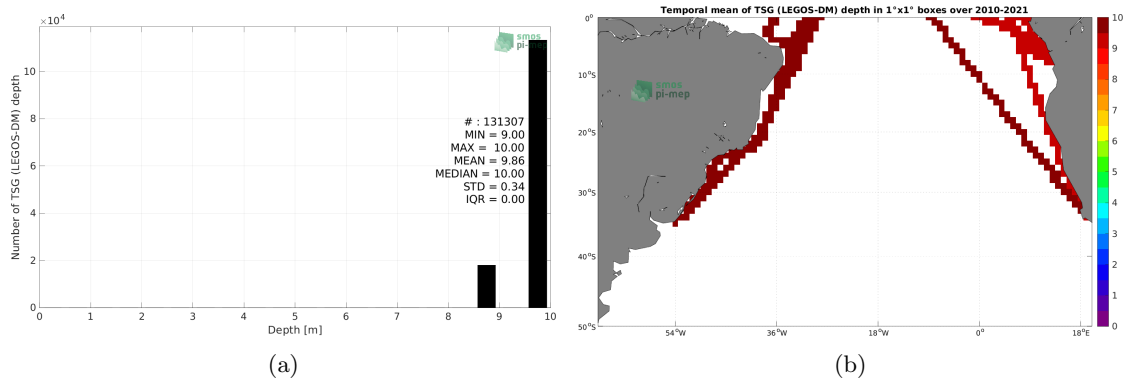 ×10⁴
10
8
6
4
2
0
Number of TSG (LEGOS-DM) depth
smos
pi-mep
# : 131307
MIN = 9.00
MAX = 10.00
MEAN = 9.86
MEDIAN = 10.00
STD = 0.34
IQR = 0.00
0 1 2 3 4 5 6 7 8 9 10
Depth [m]
(a)
Temporal mean of TSG (LEGOS-DM) depth in 1°x1° boxes over 2010-2021
0°
10°S
20°S
30°S
40°S
50°S
smos
pi-mep
54°W 36°W 18°W 0° 18°E
10
9
8
7
6
5
4
3
2
1
0
(b)